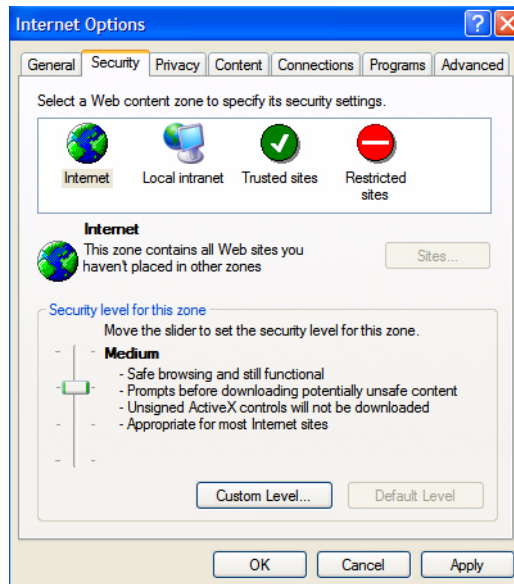 Internet Options
General Security Privacy Content Connections Programs Advanced
Select a Web content zone to specify its security settings.
Internet Local intranet Trusted sites Restricted
sites
Internet
This zone contains all Web sites you
haven't placed in other zones
Sites...
Security level for this zone
Move the slider to set the security level for this zone.
Medium
- Safe browsing and still functional
- Prompts before downloading potentially unsafe content
- Unsigned ActiveX controls will not be downloaded
- Appropriate for most Internet sites
Custom Level... Default Level
OK Cancel Apply